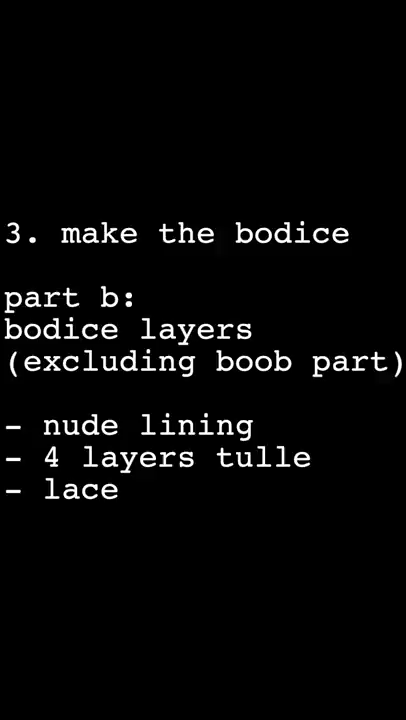 3. make the bodice
part b:
bodice layers
(excluding boob part)
- nude lining
- 4 layers tulle
- lace